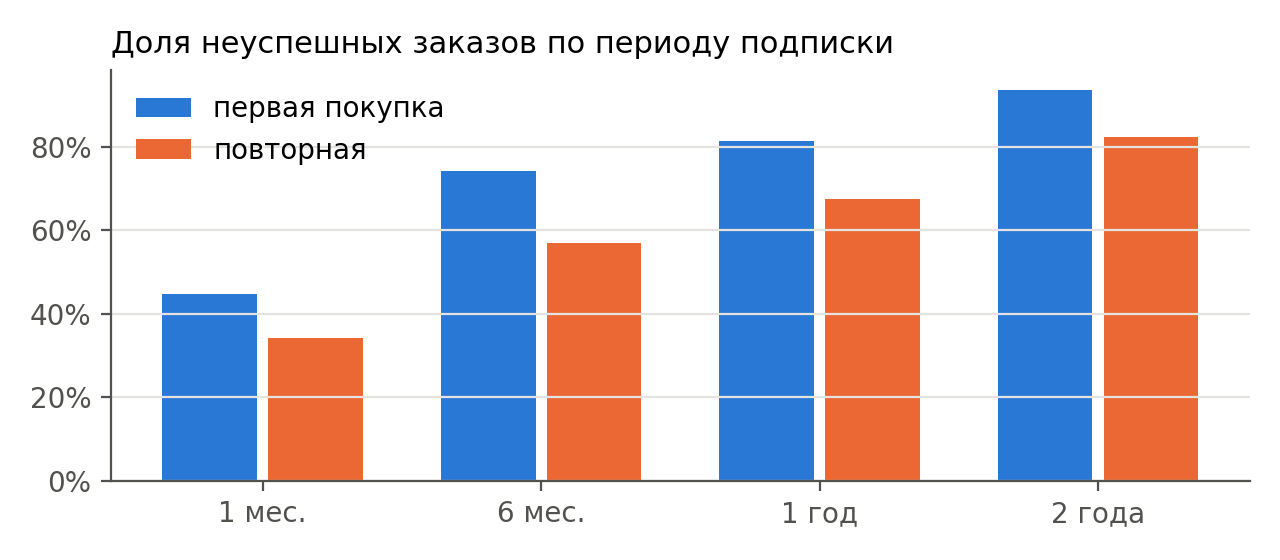 Доля неуспешных заказов по периоду подписки
первая покупка
повторная
80%
60%
40%
20%
0%
1 мес.
6 мес.
1 год
2 года